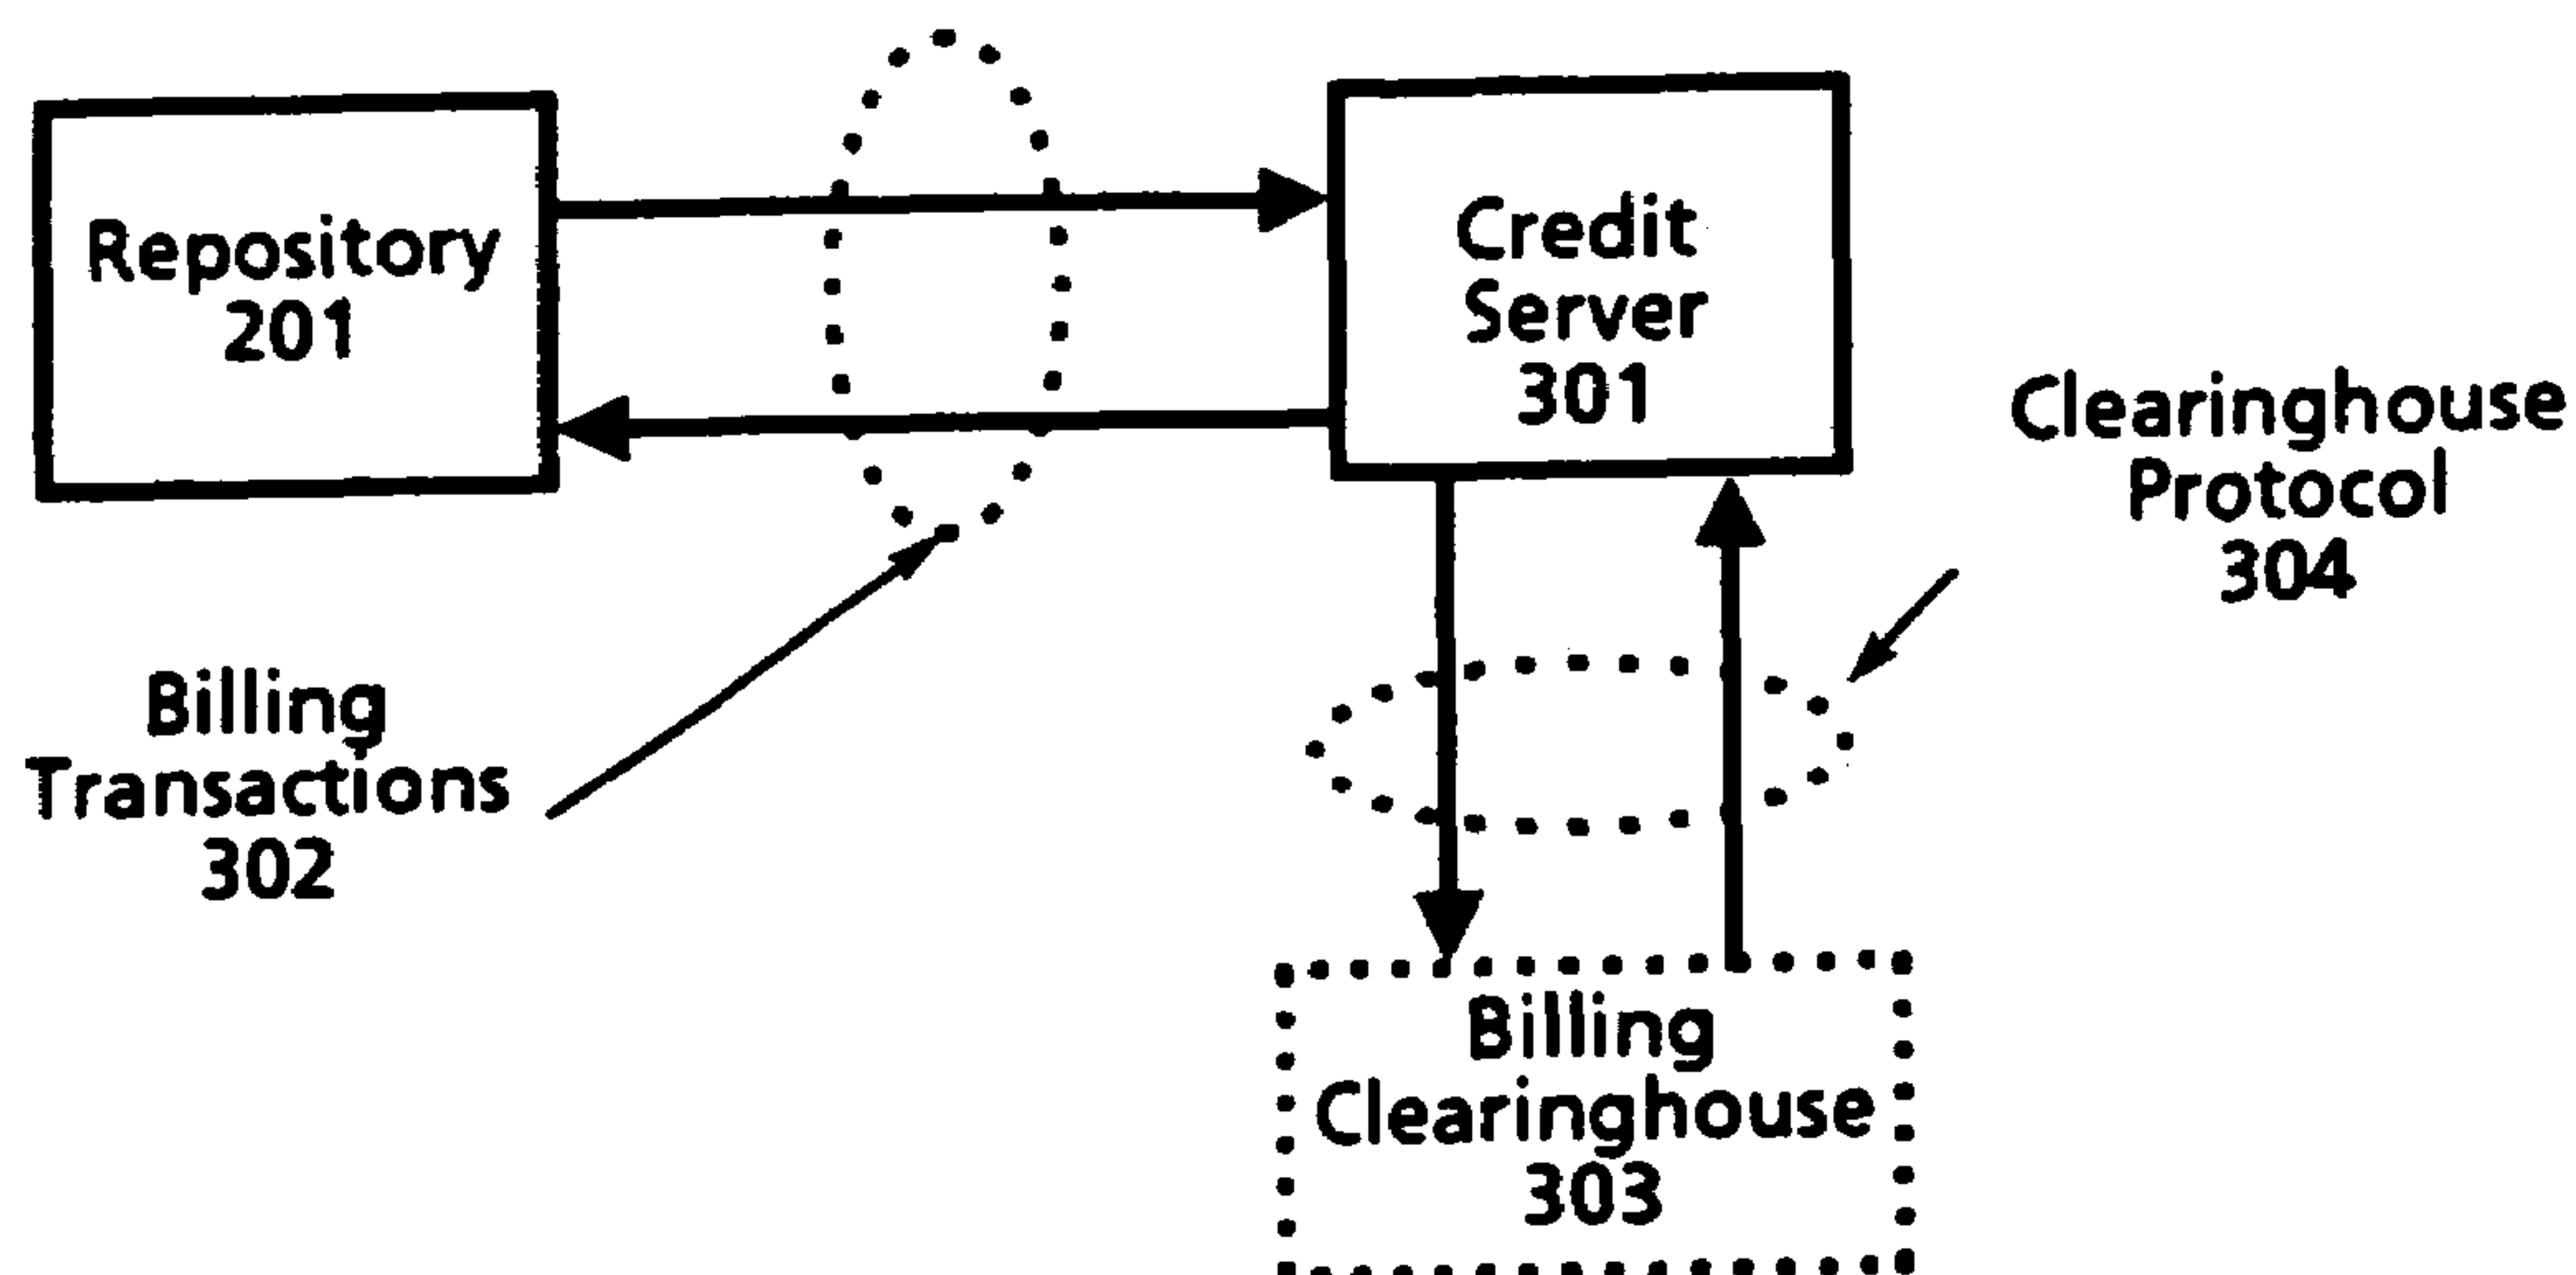 Repository
201
Credit
Server
301
Clearinghouse
Protocol
304
Billing
Transactions
302
Billing
Clearinghouse
303